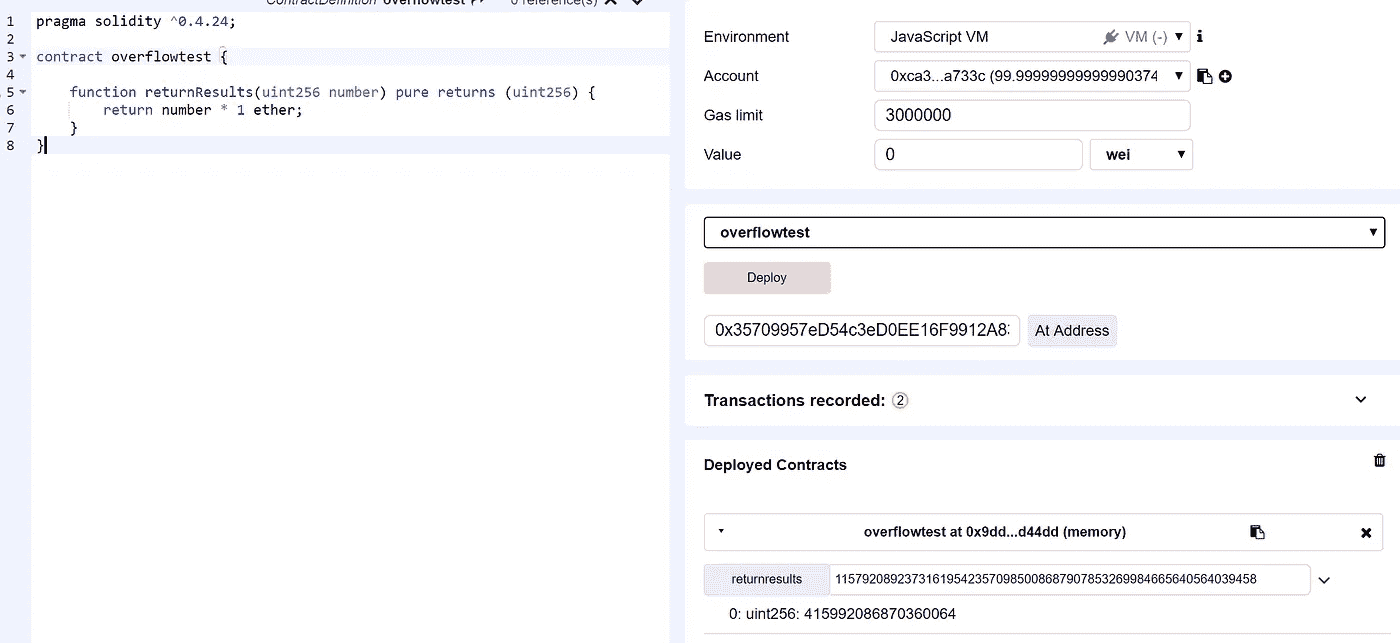 ContractDefinition overflowtest
0 reference(s)
1 pragma solidity ^0.4.24;
2
3 contract overflowtest {
4
5 function returnResults(uint256 number) pure returns (uint256) {
6 return number * 1 ether;
7 }
8 }
Environment
JavaScript VM
VM (-)
Account
0xca3...a733c (99.99999999999990374
Gas limit
3000000
Value
0
wei
overflowtest
Deploy
0x35709957eD54c3eD0EE16F9912A8
At Address
Transactions recorded: 2
Deployed Contracts
overflowtest at 0x9dd...d44dd (memory)
returnresults
115792089237316195423570985008687907853269984665640564039458
0: uint256: 415992086870360064